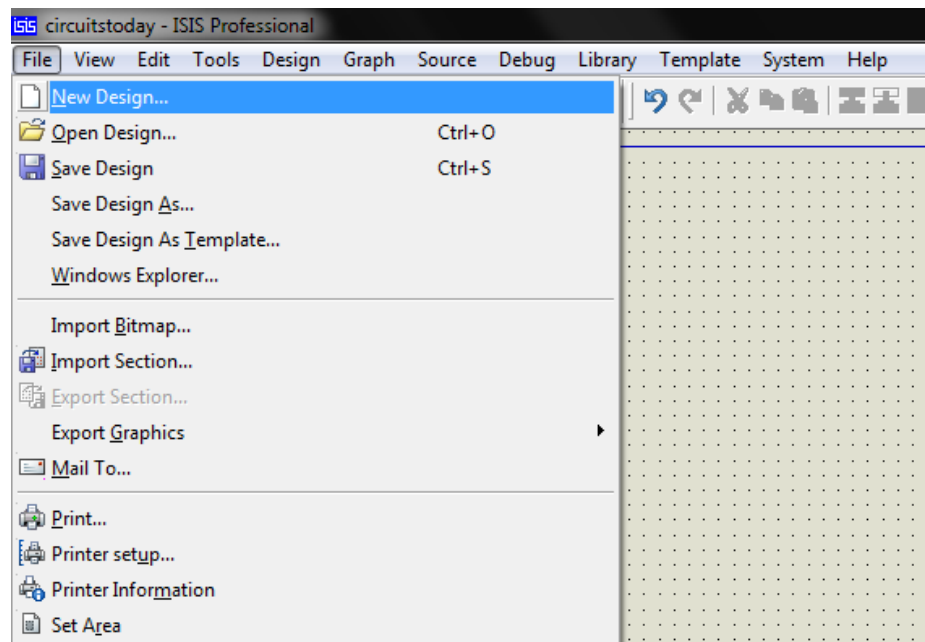 isis circuitstoday - ISIS Professional
File View Edit Tools Design Graph Source Debug Library Template System Help
New Design...
Open Design... Ctrl+O
Save Design Ctrl+S
Save Design As...
Save Design As Template...
Windows Explorer...
Import Bitmap...
Import Section...
Export Section...
Export Graphics
Mail To...
Print...
Printer setup...
Printer Information
Set Area